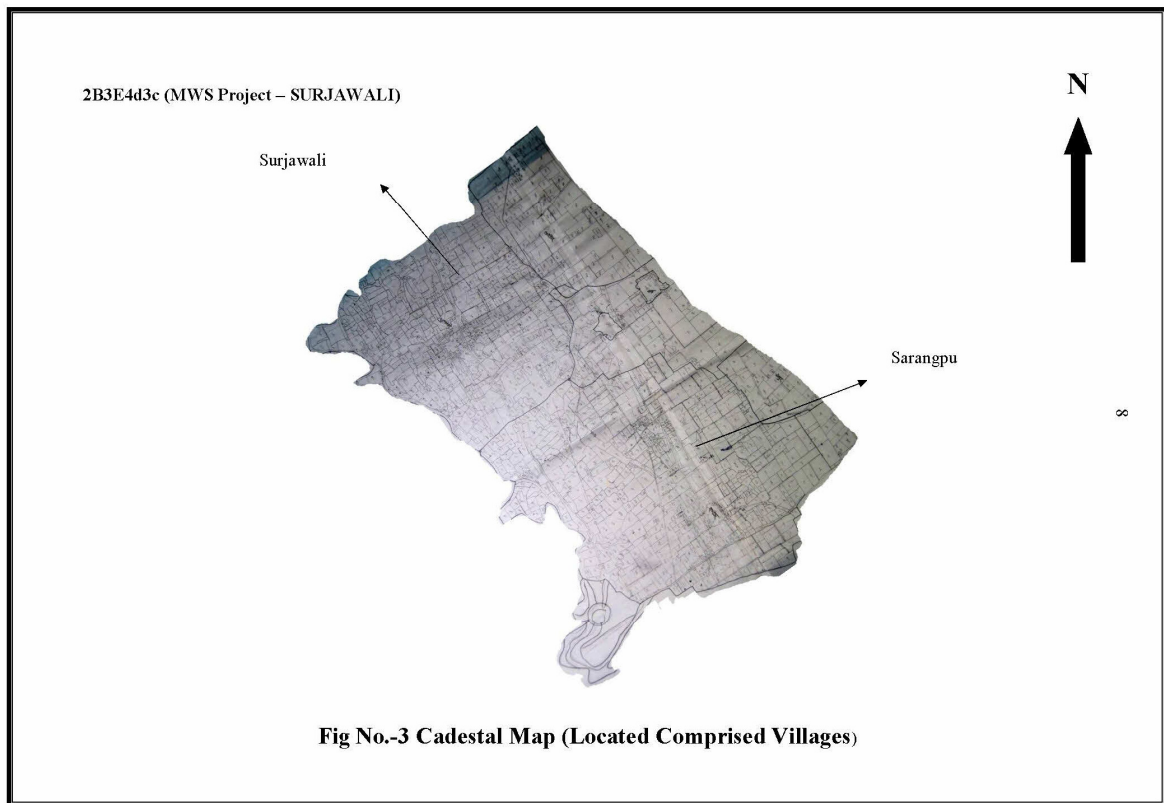 2B3E4d3c (MWS Project – SURJAWALI)
N
Surjawali
Sarangpu
8
Fig No.-3 Cadestal Map (Located Comprised Villages)